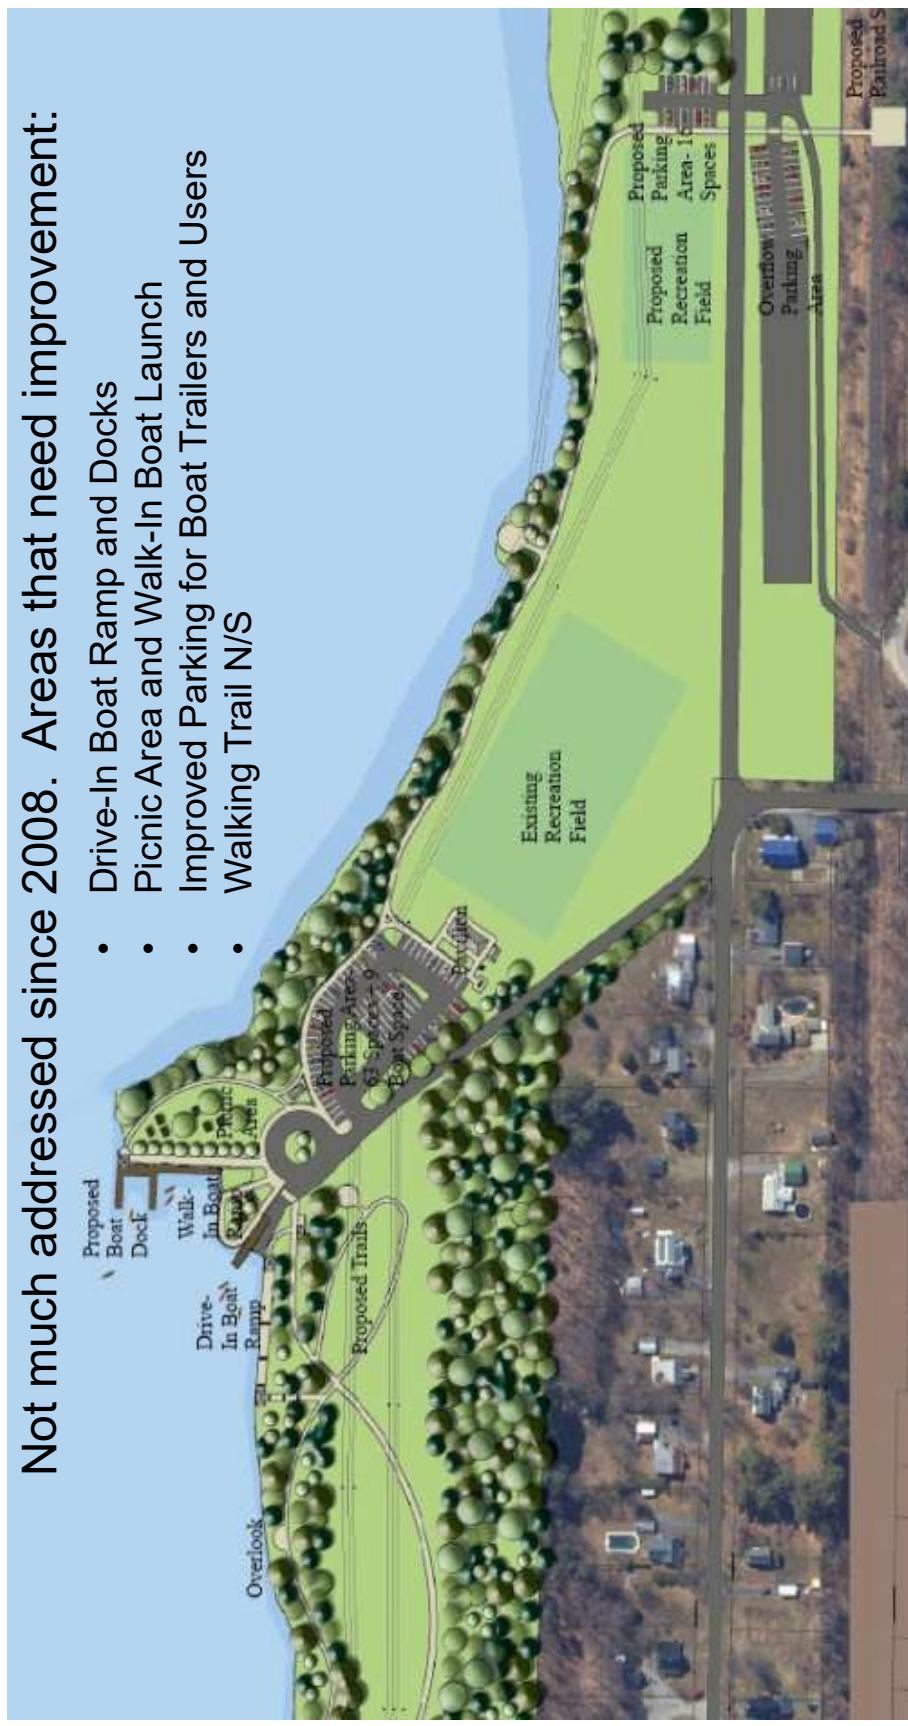 Not much addressed since 2008. Areas that need improvement:
• Drive-In Boat Ramp and Docks
• Picnic Area and Walk-In Boat Launch
• Improved Parking for Boat Trailers and Users
• Walking Trail N/S
Overlook
Drive-
In Boat
Ramp
Proposed
Boat
Dock
Walk-
In Boat
Ramp
Picnic
Area
Proposed Trails
Proposed
Parking Area-
63 Spaces - 9
Boat Spaces
Pavilion
Existing
Recreation
Field
Proposed
Recreation
Field
Proposed
Parking
Area- 16
Spaces
Overflow
Parking
Area
Proposed
Railroad